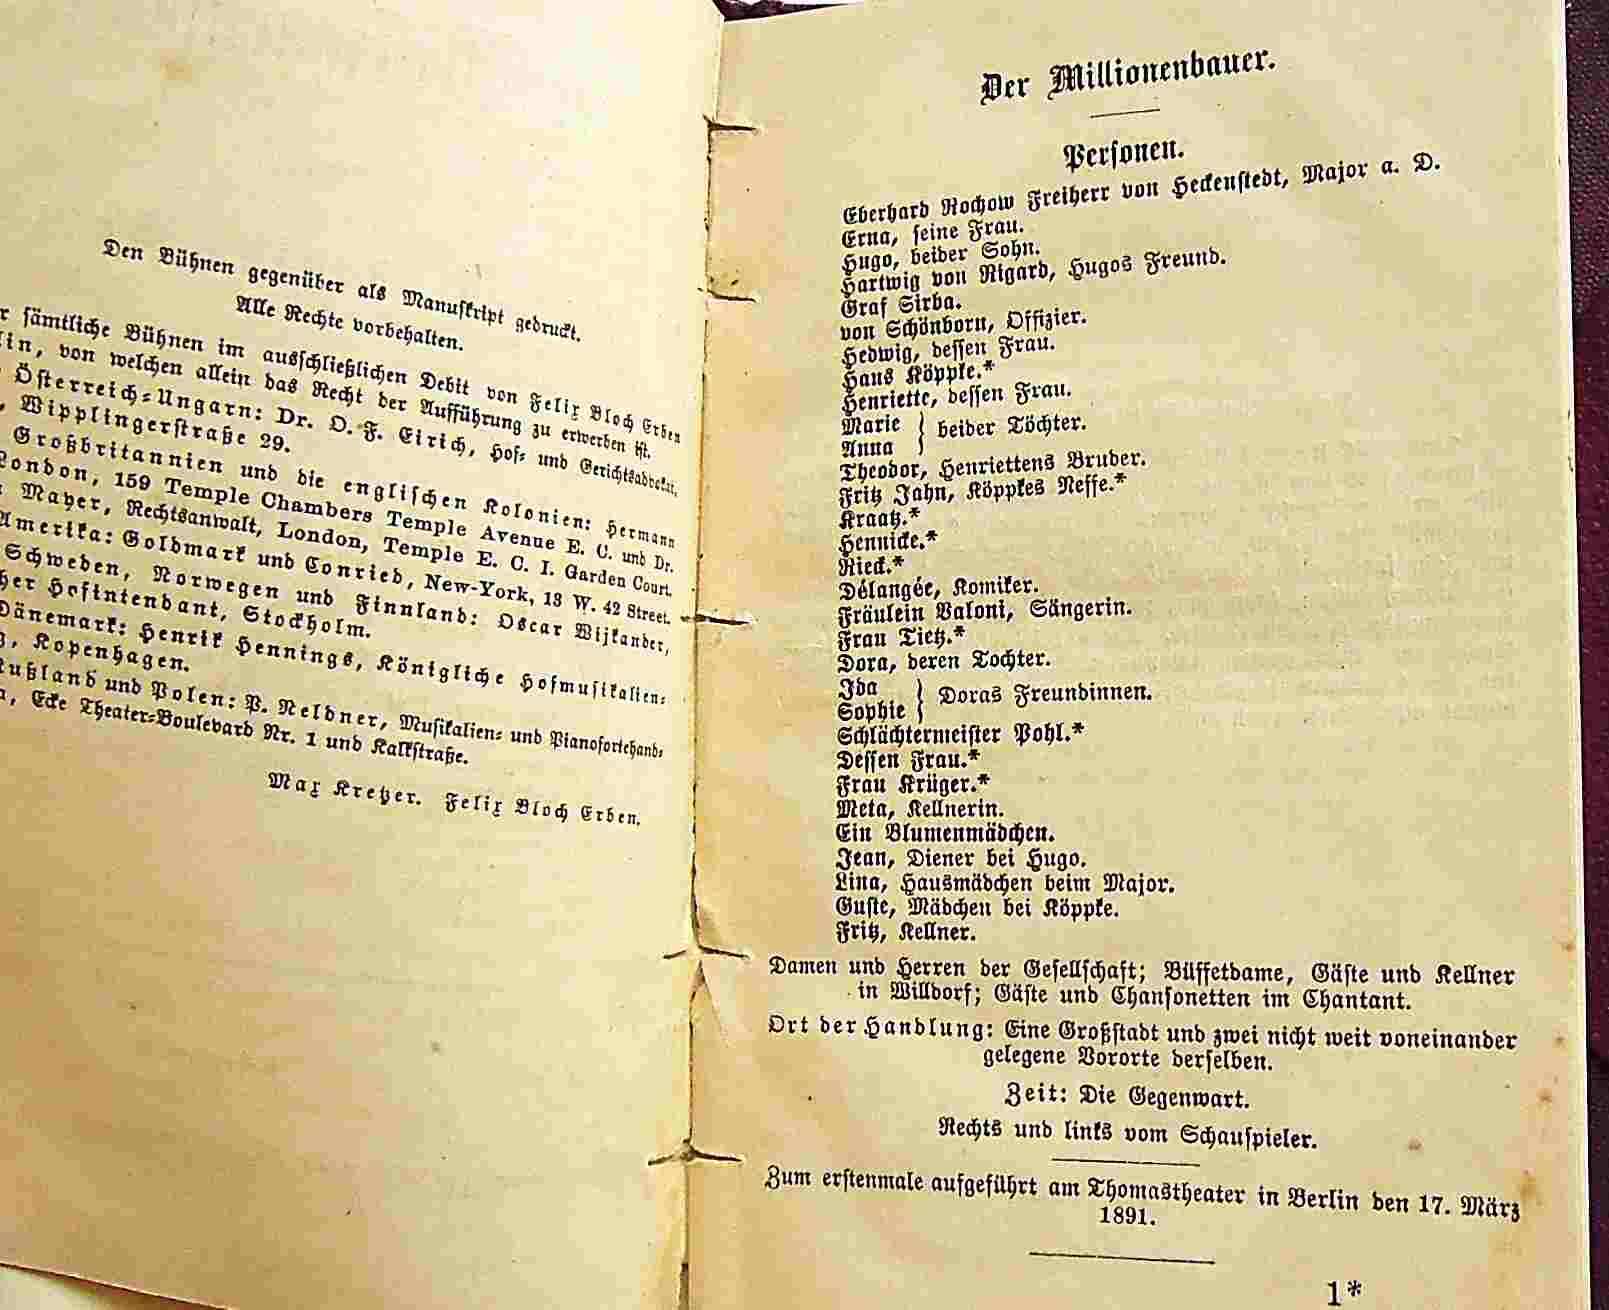 Den Bühnen gegenüber als Manuskript gedruckt.
Alle Rechte vorbehalten.
sämtliche Bühnen im ausschließlichen Debit von Felix Bloch Erben
von welchen allein das Recht der Aufführung zu erwerben ist.
Österreich-Ungarn: Dr. O. F. Eirich, Hof- und Gerichtsadvokat,
Wipplingerstraße 29.
Großbritannien und die englischen Kolonien: Hermann
London, 159 Temple Chambers Temple Avenue E. C. und Dr.
Mayer, Rechtsanwalt, London, Temple E. C. I. Garden Court.
Amerika: Goldmark und Conried, New-York, 13 W. 42 Street.
Schweden, Norwegen und Finnland: Oscar Wijkander,
Hofintendant, Stockholm.
Dänemark: Henrik Hennings, Königliche Hofmusikalien-
Kopenhagen.
Rußland und Polen: P. Neldner, Musikalien- und Pianofortehand-
Ecke Theater-Boulevard Nr. 1 und Kalkstraße.
Max Kretzer. Felix Bloch Erben.
Der Millionenbauer.
Personen.
Eberhard Rochow Freiherr von Heckenstedt, Major a. D.
Erna, seine Frau.
Hugo, beider Sohn.
Hartwig von Rigard, Hugos Freund.
Graf Sirba.
von Schönborn, Offizier.
Hedwig, dessen Frau.
Hans Köppke.*
Henriette, dessen Frau.
Marie
Anna } beider Töchter.
Theodor, Henriettens Bruder.
Fritz Jahn, Köppkes Neffe.*
Kraatz.*
Hennicke.*
Rieck.*
Délangée, Komiker.
Fräulein Valoni, Sängerin.
Frau Tietz.*
Dora, deren Tochter.
Ida
Sophie } Doras Freundinnen.
Schlächtermeister Pohl.*
Dessen Frau.*
Frau Krüger.*
Meta, Kellnerin.
Ein Blumenmädchen.
Jean, Diener bei Hugo.
Lina, Hausmädchen beim Major.
Guste, Mädchen bei Köppke.
Fritz, Kellner.
Damen und Herren der Gesellschaft; Büffetdame, Gäste und Kellner
in Willdorf; Gäste und Chansonetten im Chantant.
Ort der Handlung: Eine Großstadt und zwei nicht weit voneinander
gelegene Vororte derselben.
Zeit: Die Gegenwart.
Rechts und links vom Schauspieler.
Zum erstenmale aufgeführt am Thomastheater in Berlin den 17. März
1891.
1*